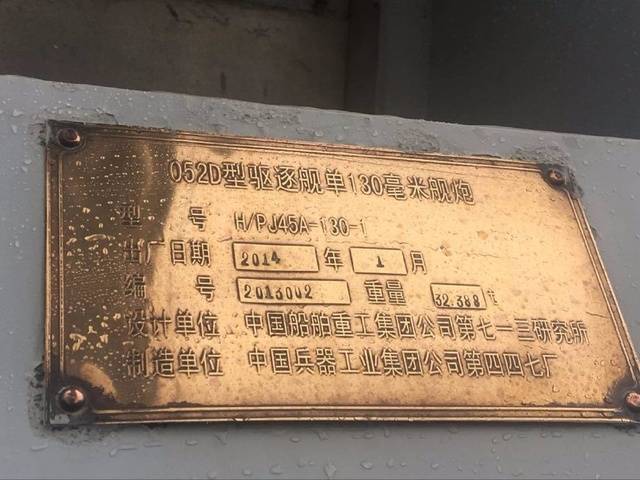 052D型驱逐舰单130毫米舰炮
型 号 H/PJ45A-130-1
出厂日期 2014 年 1 月
编 号 2013002 重量 32.388 t
设计单位 中国船舶重工集团公司第七一三研究所
制造单位 中国兵器工业集团公司第四四七厂